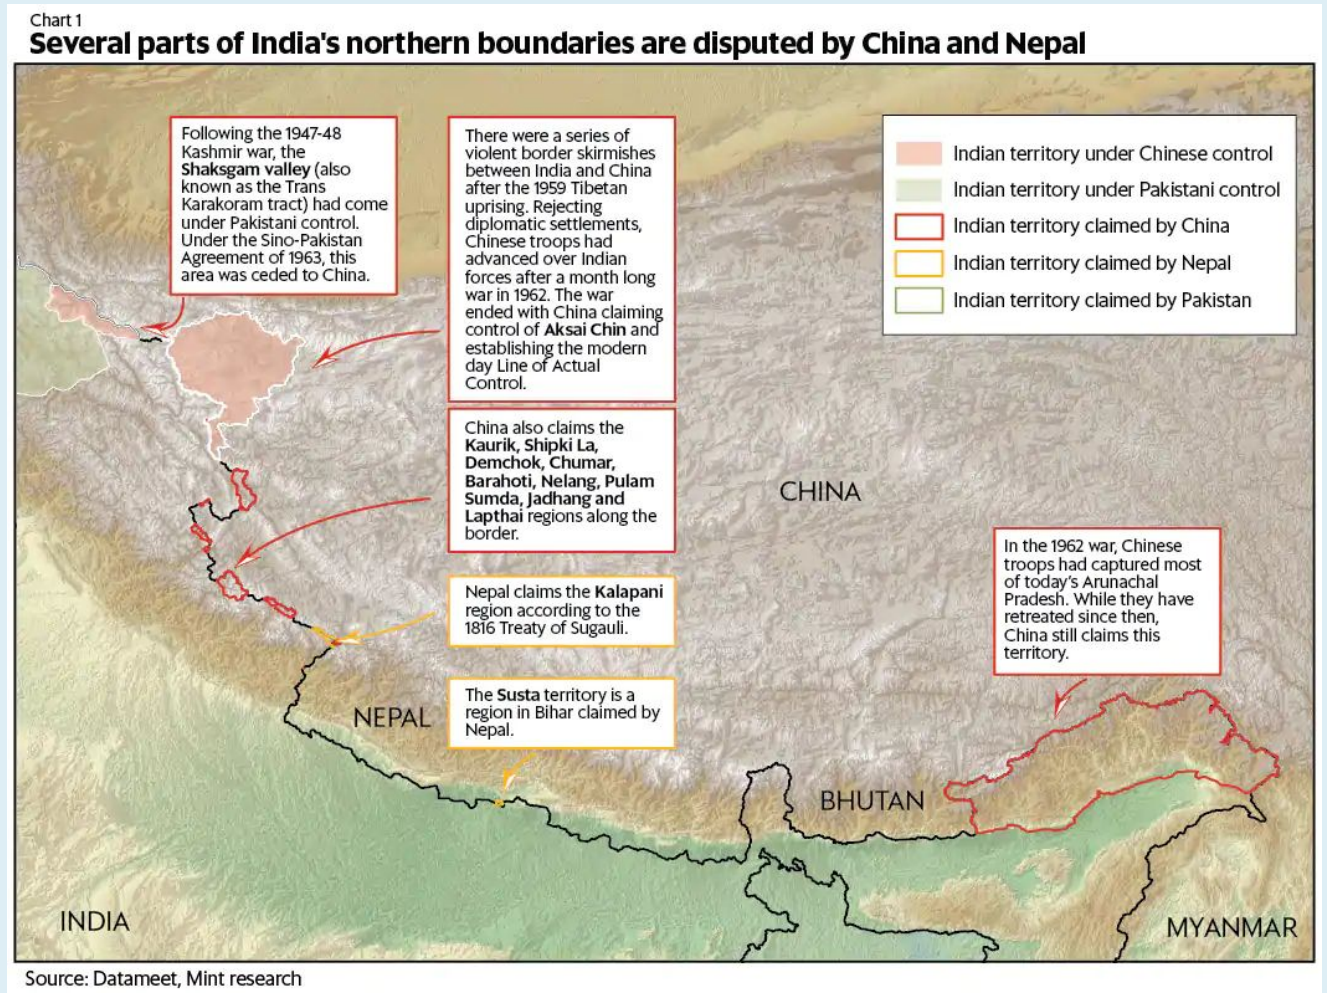 Chart 1
Several parts of India's northern boundaries are disputed by China and Nepal
Following the 1947-48
Kashmir war, the
Shaksgam valley (also
known as the Trans
Karakoram tract) had come
under Pakistani control.
Under the Sino-Pakistan
Agreement of 1963, this
area was ceded to China.
There were a series of
violent border skirmishes
between India and China
after the 1959 Tibetan
uprising. Rejecting
diplomatic settlements,
Chinese troops had
advanced over Indian
forces after a month long
war in 1962. The war
ended with China claiming
control of Aksai Chin and
establishing the modern
day Line of Actual
Control.
Indian territory under Chinese control
Indian territory under Pakistani control
Indian territory claimed by China
Indian territory claimed by Nepal
Indian territory claimed by Pakistan
China also claims the
Kaurik, Shipki La,
Demchok, Chumar,
Barahoti, Nelang, Pulam
Sumda, Jadhang and
Lapthai regions along the
border.
CHINA
In the 1962 war, Chinese
troops had captured most
of today's Arunachal
Pradesh. While they have
retreated since then,
China still claims this
territory.
Nepal claims the Kalapani
region according to the
1816 Treaty of Sugauli.
The Susta territory is a
region in Bihar claimed by
Nepal.
NEPAL
BHUTAN
INDIA
MYANMAR
Source: Datameet, Mint research